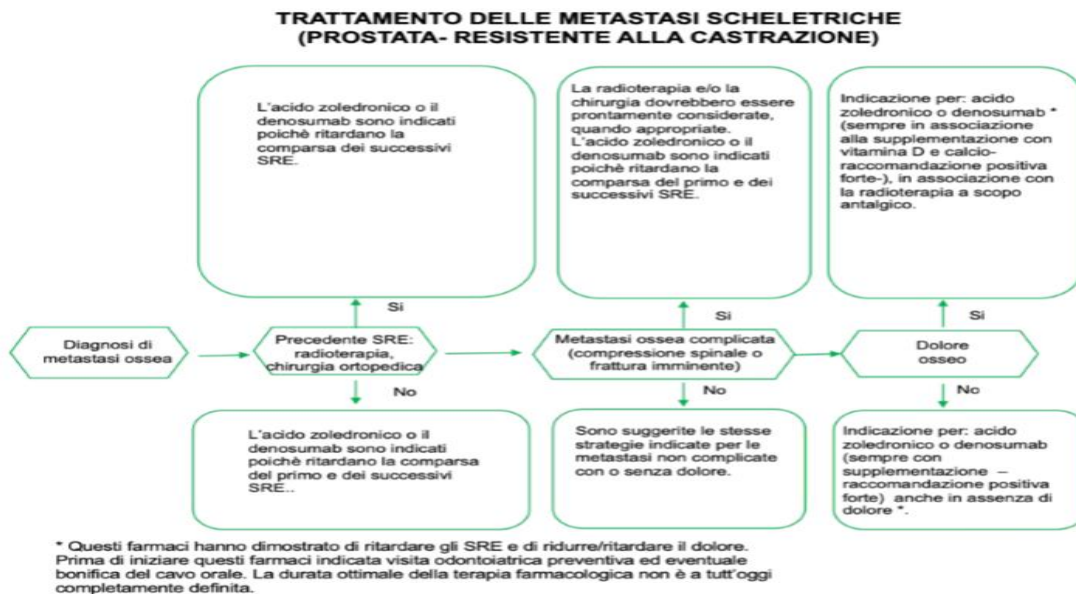 TRATTAMENTO DELLE METASTASI SCHELETRICHE
(PROSTATA- RESISTENTE ALLA CASTRAZIONE)
L'acido zoledronico o il
denosumab sono indicati
poichè ritardano la
comparsa dei successivi
SRE.
La radioterapia e/o la
chirurgia dovrebbero essere
prontamente considerate,
quando appropriate.
L'acido zoledronico o il
denosumab sono indicati
poichè ritardano la
comparsa del primo e dei
successivi SRE.
Indicazione per: acido
zoledronico o denosumab *
(sempre in associazione
alla supplementazione con
vitamina D e calcio-
raccomandazione positiva
forte-), in associazione con
la radioterapia a scopo
antalgico.
Si
Si
Si
Diagnosi di
metastasi ossea
Precedente SRE:
radioterapia,
chirurgia ortopedica
Metastasi ossea complicata
(compressione spinale o
frattura imminente)
Dolore
osseo
No
No
No
L'acido zoledronico o il
denosumab sono indicati
poichè ritardano la comparsa
del primo e dei successivi
SRE..
Sono suggerite le stesse
strategie indicate per le
metastasi non complicate
con o senza dolore.
Indicazione per: acido
zoledronico o denosumab
(sempre con
supplementazione –
raccomandazione positiva
forte) anche in assenza di
dolore *.
* Questi farmaci hanno dimostrato di ritardare gli SRE e di ridurre/ritardare il dolore.
Prima di iniziare questi farmaci indicata visita odontoiatrica preventiva ed eventuale
bonifica del cavo orale. La durata ottimale della terapia farmacologica non è a tutt'oggi
completamente definita.